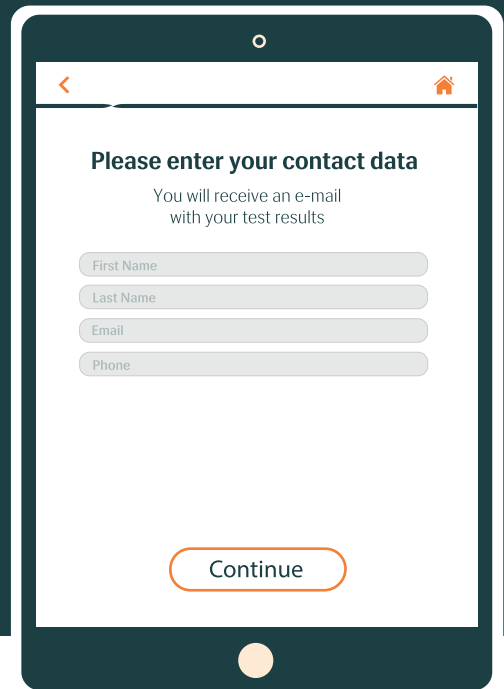 Please enter your contact data
You will receive an e-mail
with your test results
First Name
Last Name
Email
Phone
Continue